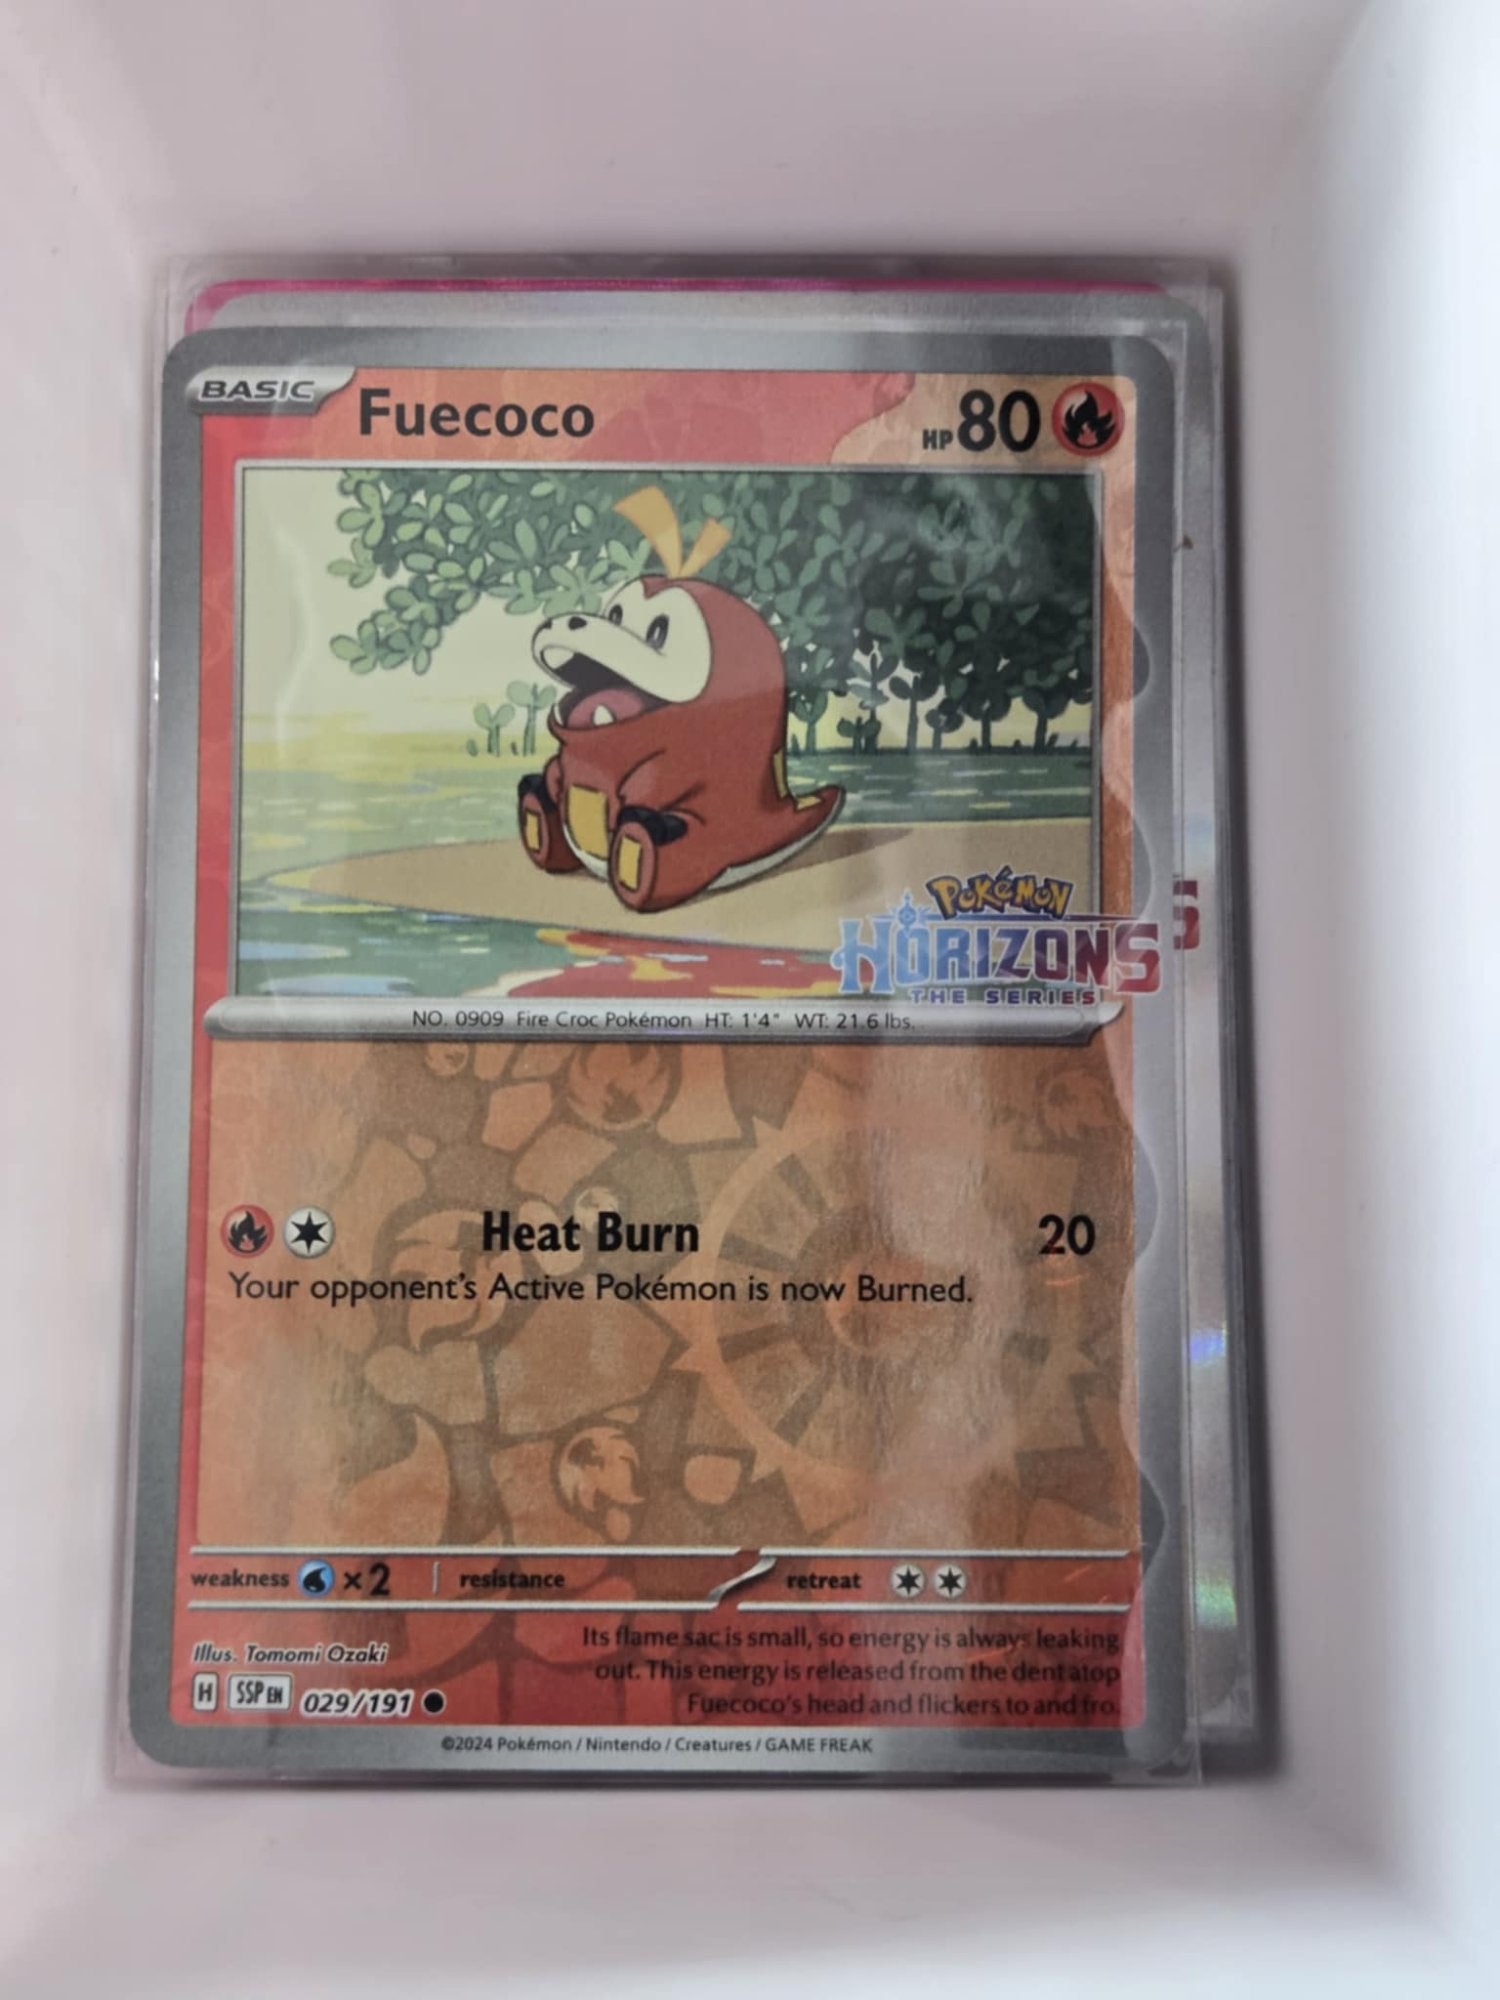 BASIC Fuecoco HP 80
POKéMON
HORIZONS
THE SERIES
S
NO. 0909 Fire Croc Pokémon HT: 1'4" WT: 21.6 lbs.
Heat Burn 20
Your opponent's Active Pokémon is now Burned.
weakness ×2 resistance retreat
Illus. Tomomi Ozaki
H SSP EN 029/191
Its flame sac is small, so energy is always leaking
out. This energy is released from the dent atop
Fuecoco's head and flickers to and fro.
©2024 Pokémon / Nintendo / Creatures / GAME FREAK